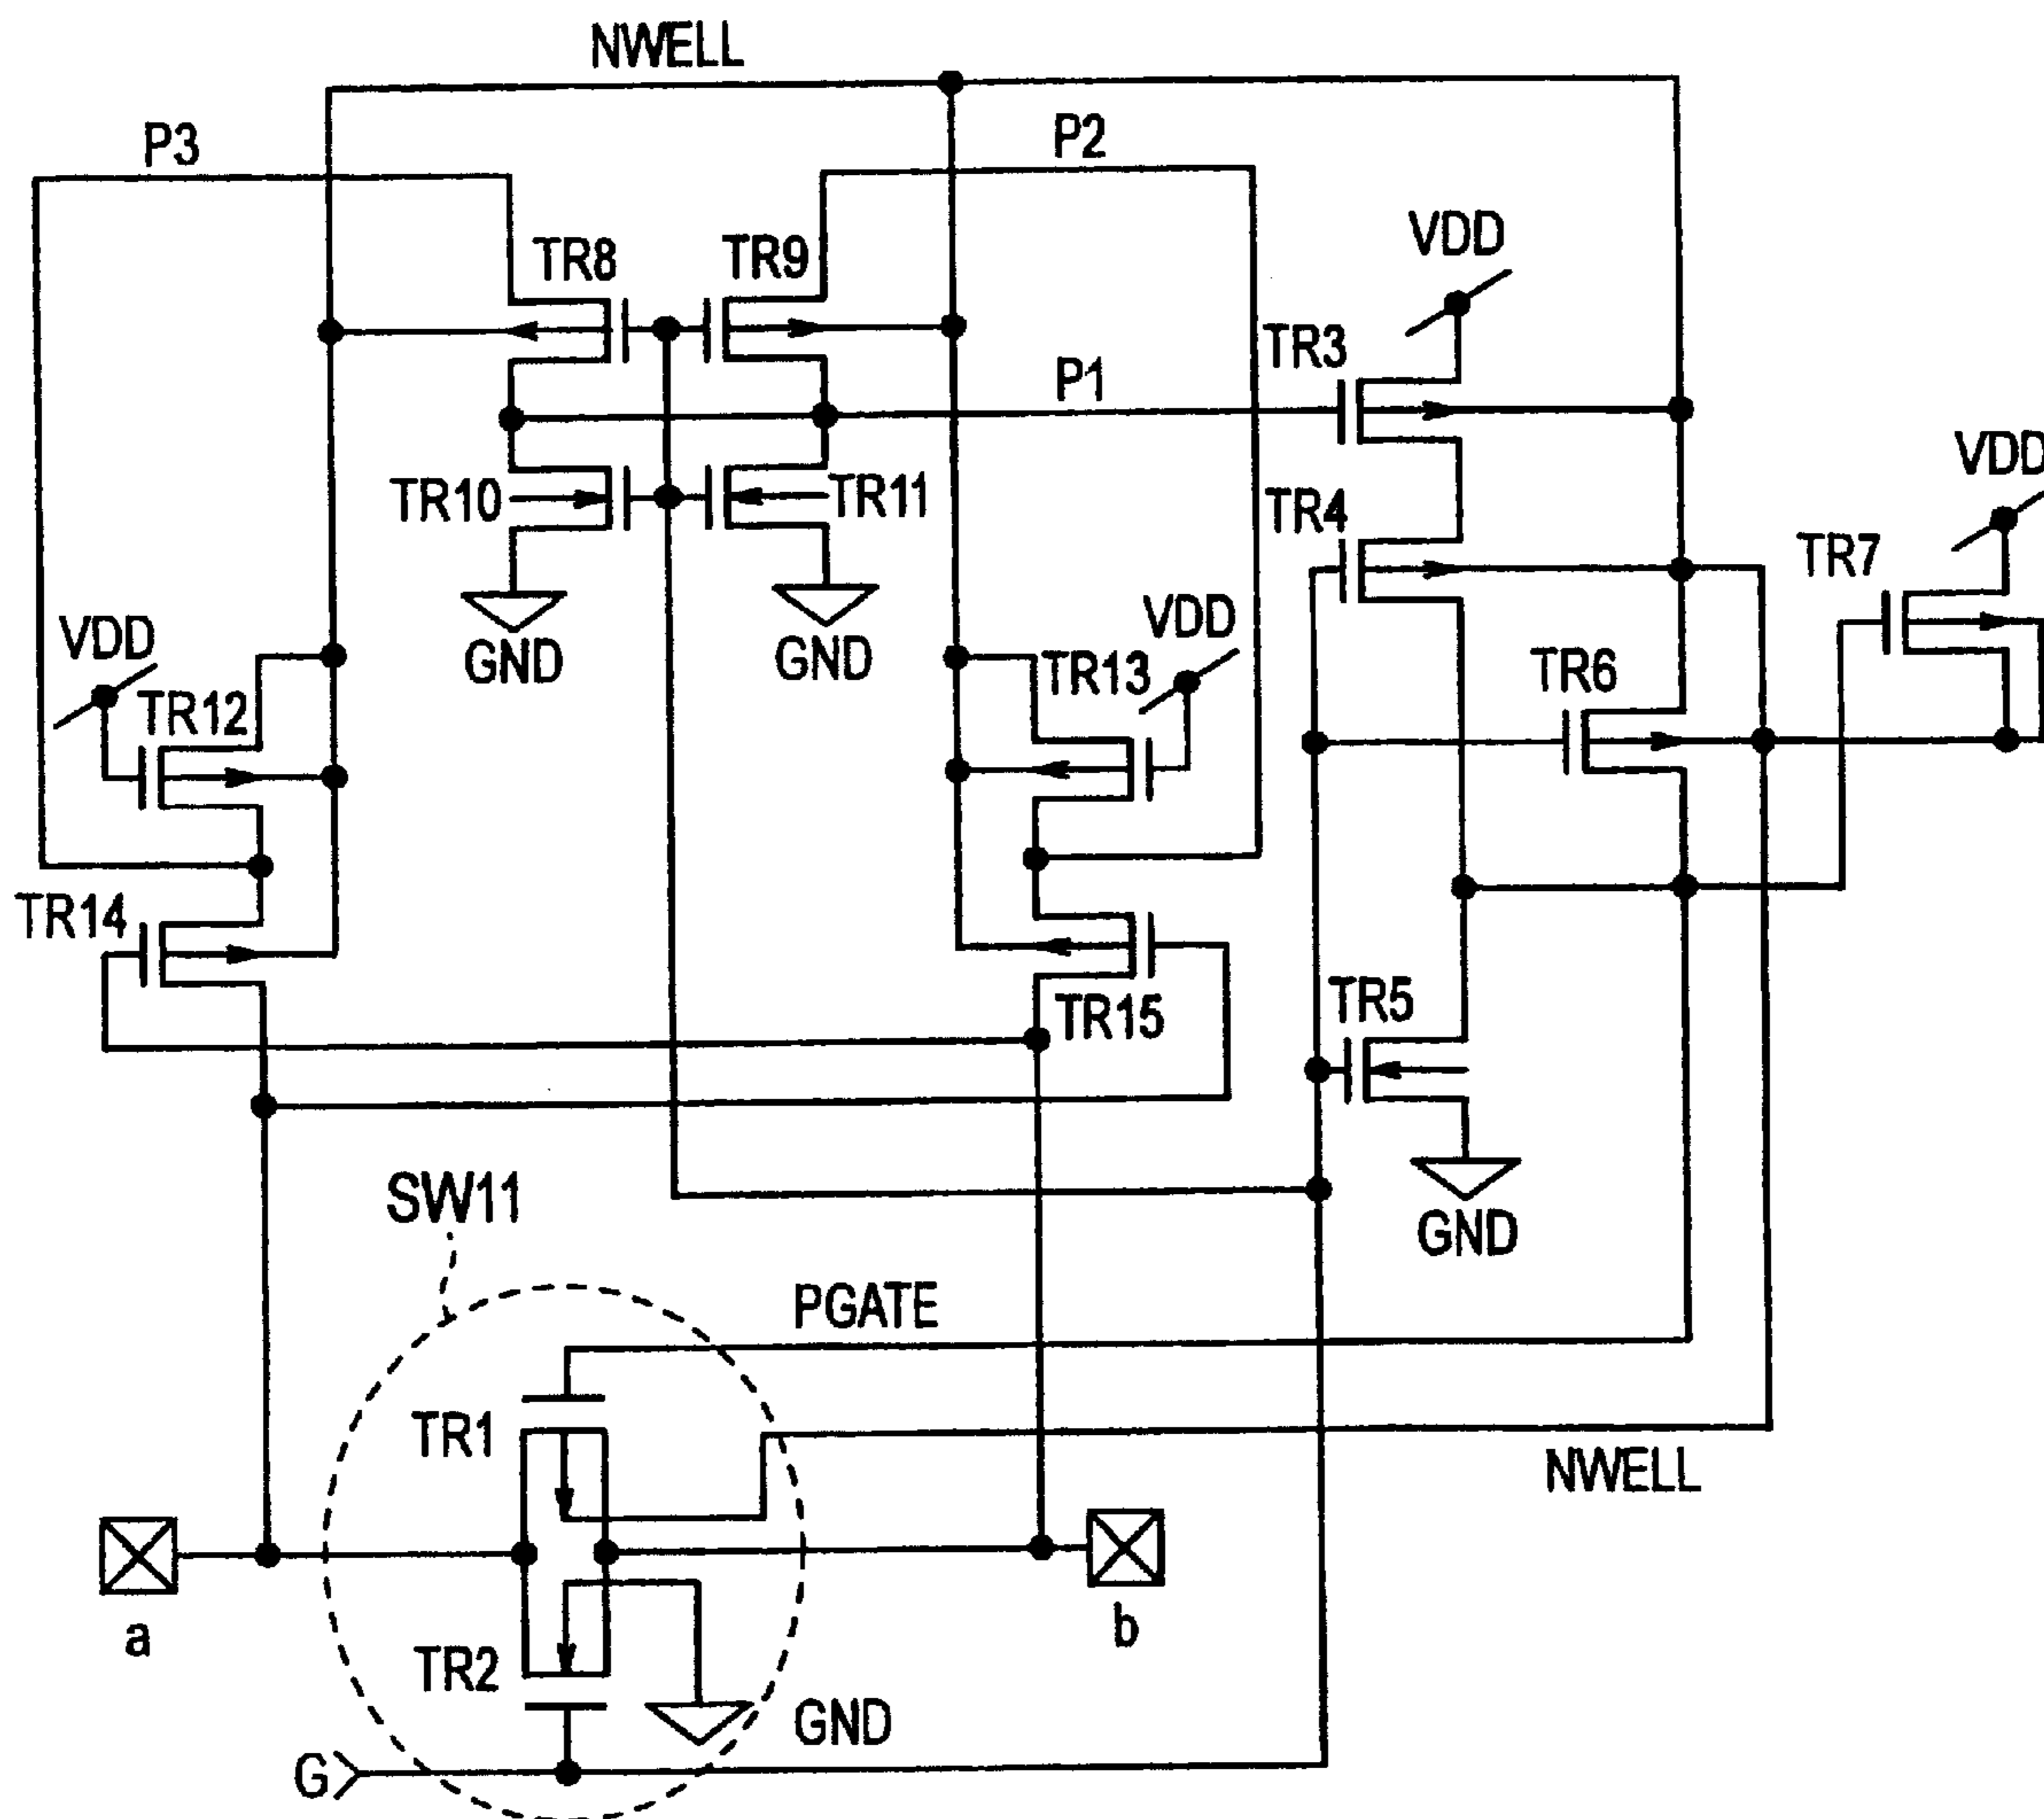 NWELL
P3
P2
TR8
TR9
VDD
TR3
P1
VDD
TR10
TR11
TR4
TR7
VDD
GND
GND
VDD
TR13
TR6
TR12
TR14
TR15
TR5
SW11
GND
PGATE
TR1
NWELL
a
b
TR2
GND
G